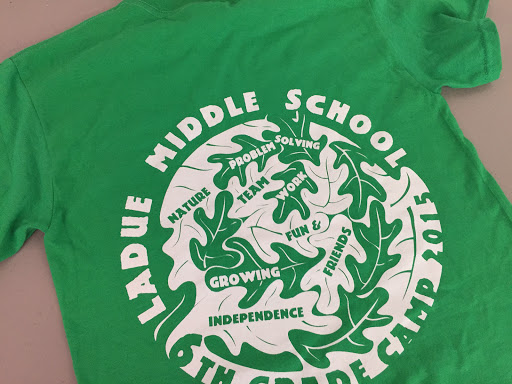 LADUE MIDDLE SCHOOL
PROBLEM SOLVING
NATURE
TEAM WORK
FUN &
FRIENDS
GROWING
INDEPENDENCE
6TH GRADE CAMP 2015